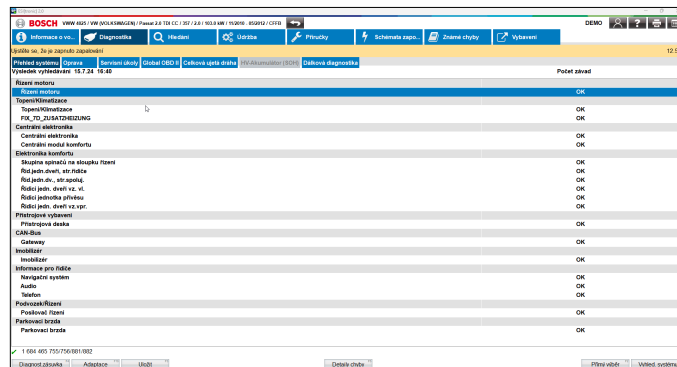 BOSCH VWW 4025 / VW (VOLKSWAGEN) / Passat 2.0 TDI CC / 357 / 2.0 / 103.0 kW / 11/2010 - 05/2012 / CFFB DEMO
Informace o vo... Diagnostika Hledání Údržba Příručky Schémata zapo... Známé chyby Vybavení
Ujistěte se, že je zapnuto zapalování 12.5
Přehled systému Oprava Servisní úkoly Global OBD II Celková ujetá dráha HV-Akumulátor (SOH) Dálková diagnostika
Výsledek vyhledávání 15.7.24 16:40 Počet závad
Řízení motoru
Řízení motoru OK
Topení/Klimatizace
Topení/Klimatizace OK
FIX_7D_ZUSATZHEIZUNG OK
Centrální elektronika
Centrální elektronika OK
Centrální modul komfortu OK
Elektronika komfortu
Skupina spínačů na sloupku řízení OK
Říd.jedn.dveří, str.řidiče OK
Říd.jedn.dv., str.spoluj. OK
Řídicí jedn. dveří vz. vl. OK
Řídicí jednotka přívěsu OK
Řídicí jedn. dveří vz.vpr. OK
Přístrojové vybavení
Přístrojová deska OK
CAN-Bus
Gateway OK
Imobilizér
Imobilizér OK
Informace pro řidiče
Navigační systém OK
Audio OK
Telefon OK
Podvozek/Řízení
Posilovač řízení OK
Parkovací brzda
Parkovací brzda OK
1 684 465 755/756/881/882
Diagnost.zásuvka Adaptace Uložit Detaily chyby Přímý výběr Vyhled. systému